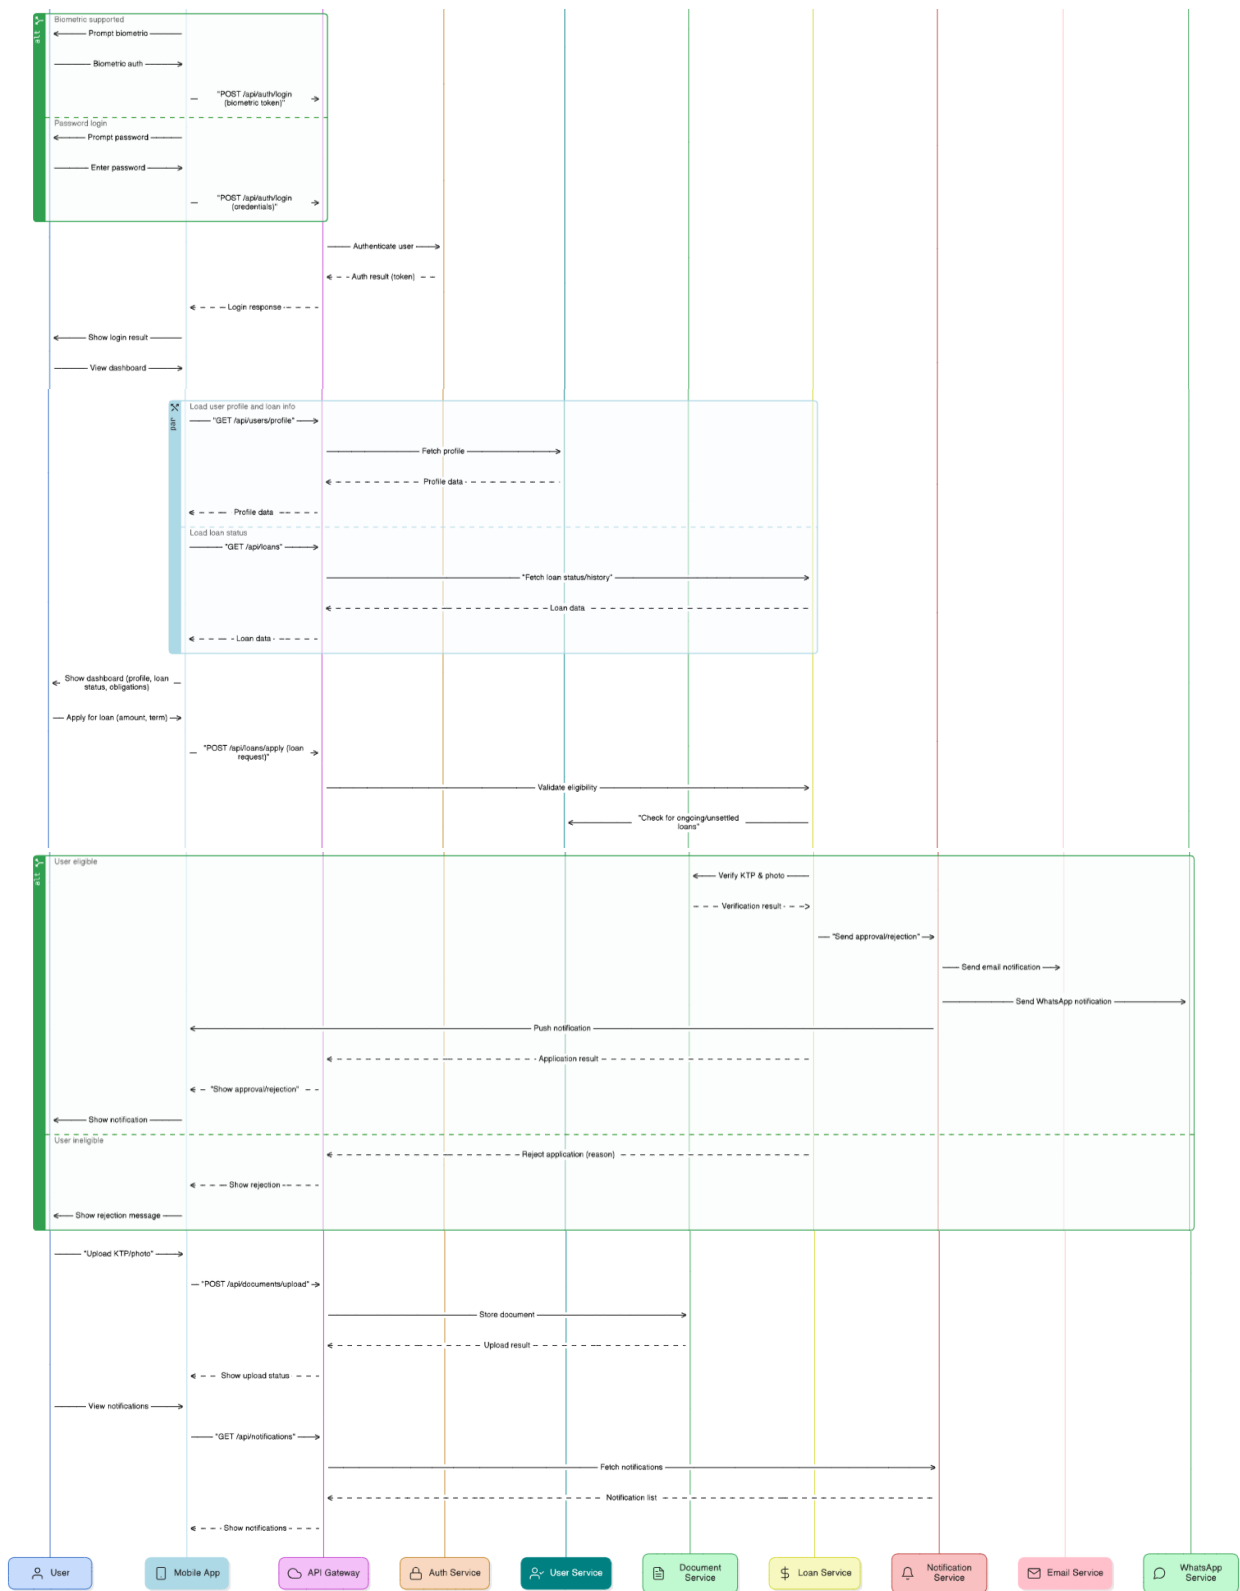 Biometric supported
alt
Prompt biometric
Biometric auth
"POST /api/auth/login
(biometric token)"
Password login
Prompt password
Enter password
"POST /api/auth/login
(credentials)"
Authenticate user
Auth result (token)
Login response
Show login result
View dashboard
Load user profile and loan info
par
"GET /api/users/profile"
Fetch profile
Profile data
Profile data
Load loan status
"GET /api/loans"
"Fetch loan status/history"
Loan data
Loan data
Show dashboard (profile, loan
status, obligations)
Apply for loan (amount, term)
"POST /api/loans/apply (loan
request)"
Validate eligibility
"Check for ongoing/unsettled
loans"
User eligible
alt
Verify KTP & photo
Verification result
"Send approval/rejection"
Send email notification
Send WhatsApp notification
Push notification
Application result
"Show approval/rejection"
Show notification
User ineligible
Reject application (reason)
Show rejection
Show rejection message
"Upload KTP/photo"
"POST /api/documents/upload"
Store document
Upload result
Show upload status
View notifications
"GET /api/notifications"
Fetch notifications
Notification list
Show notifications
User
Mobile App
API Gateway
Auth Service
User Service
Document
Service
Loan Service
Notification
Service
Email Service
WhatsApp
Service